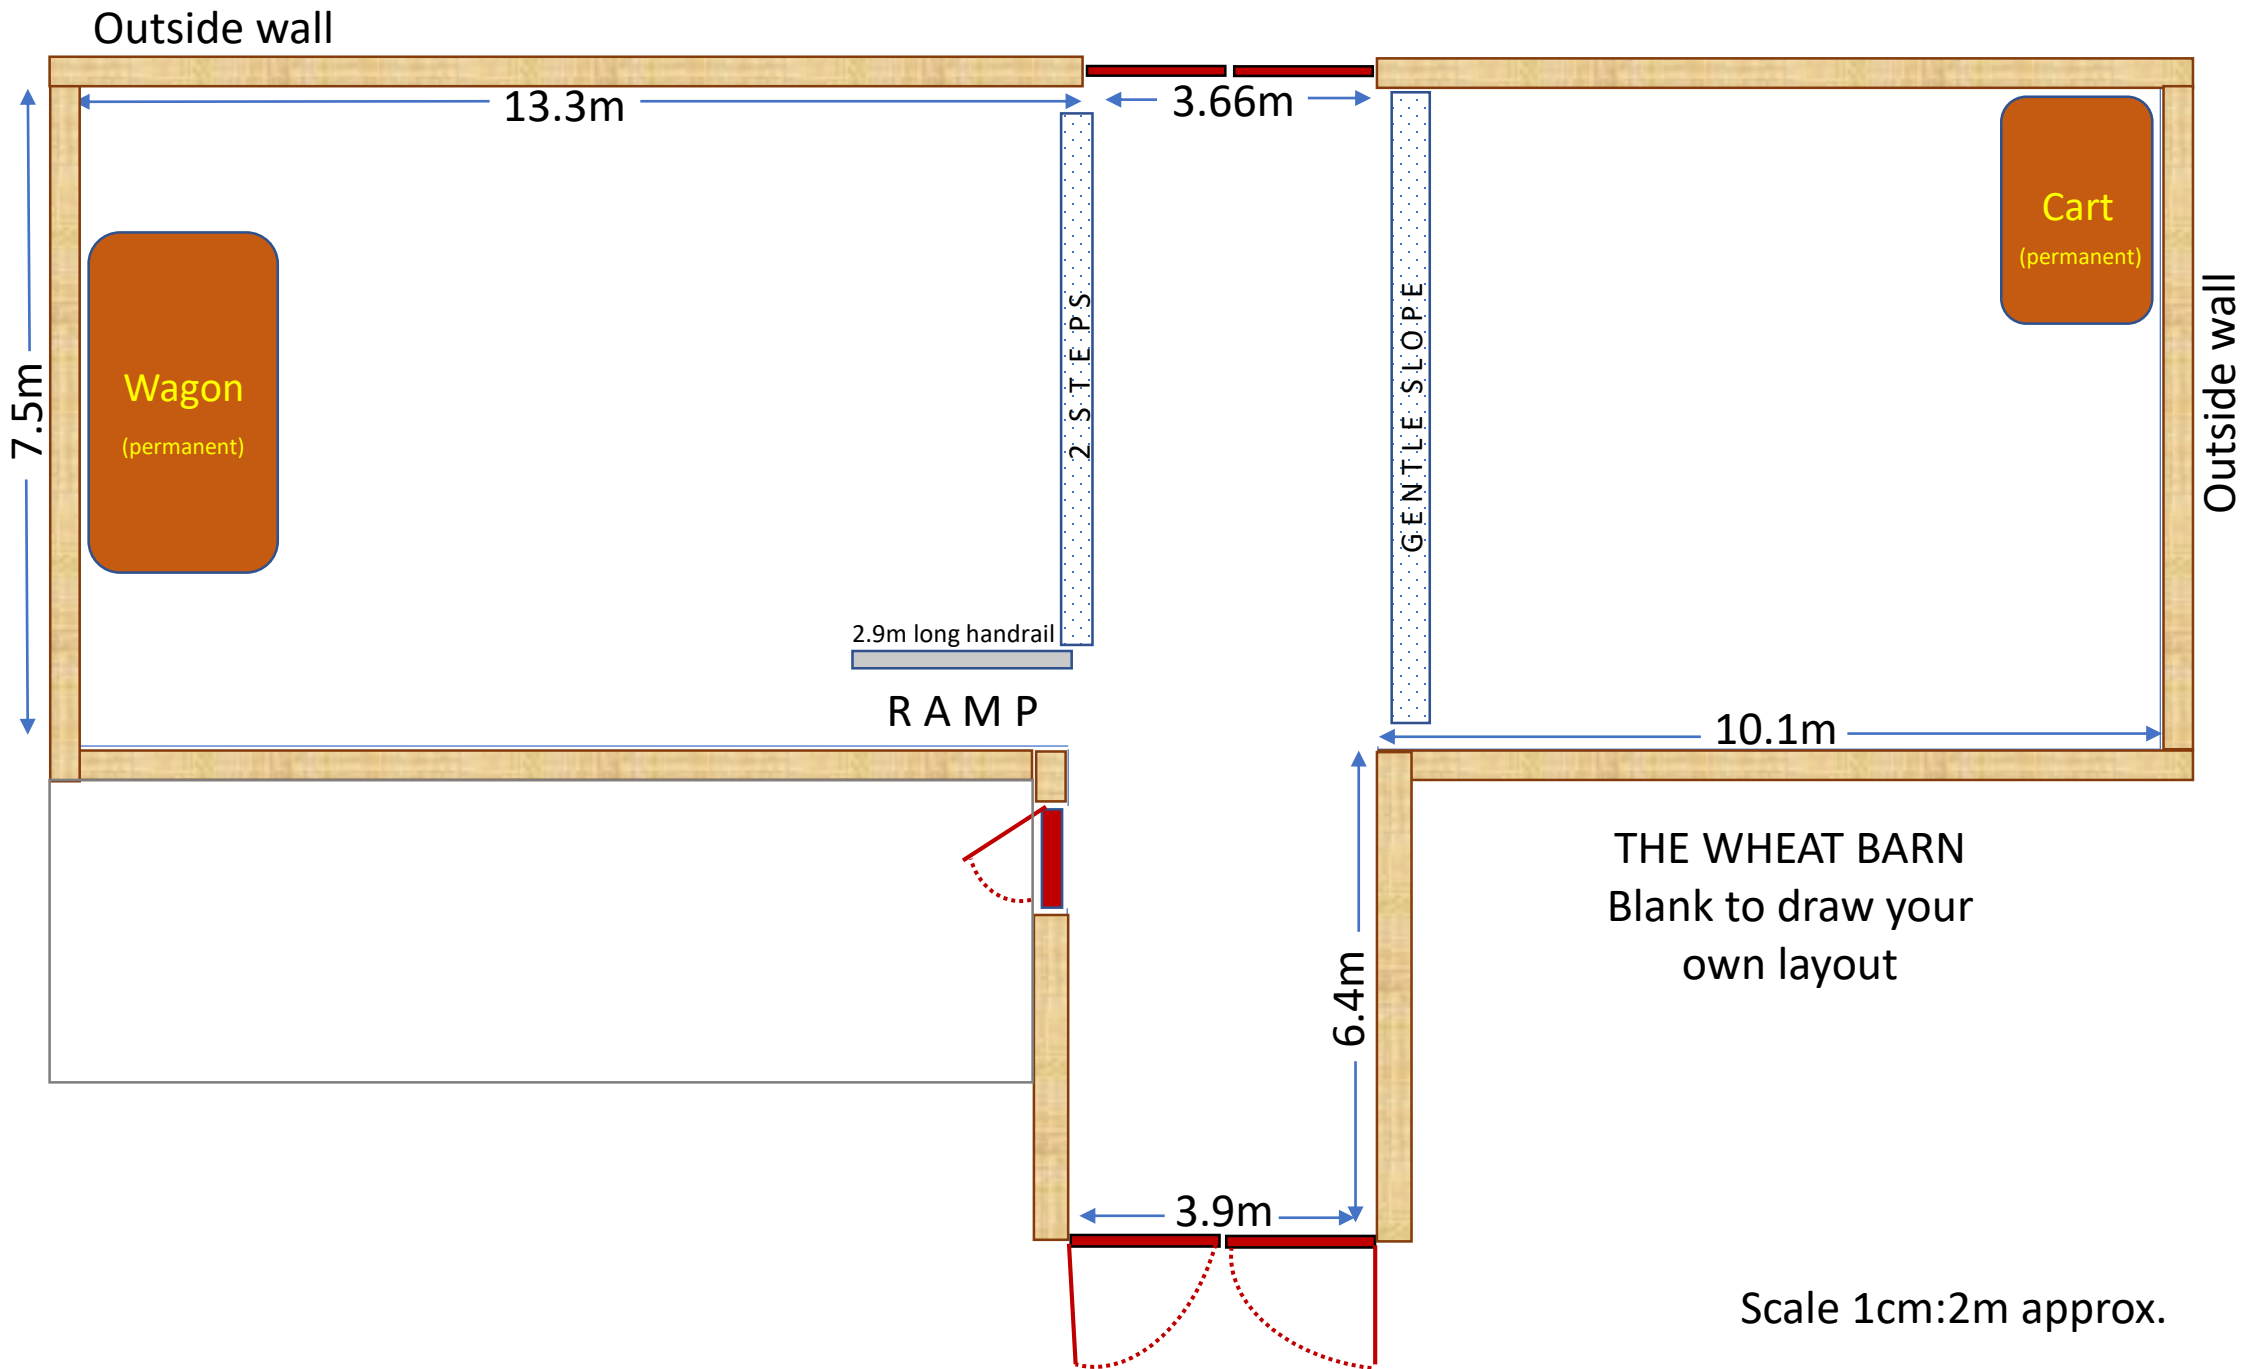 Outside wall
13.3m
3.66m
Cart
(permanent)
Outside wall
7.5m
Wagon
(permanent)
2 S T E P S
GENTLE SLOPE
2.9m long handrail
R A M P
10.1m
THE WHEAT BARN
Blank to draw your
own layout
6.4m
3.9m
Scale 1cm:2m approx.